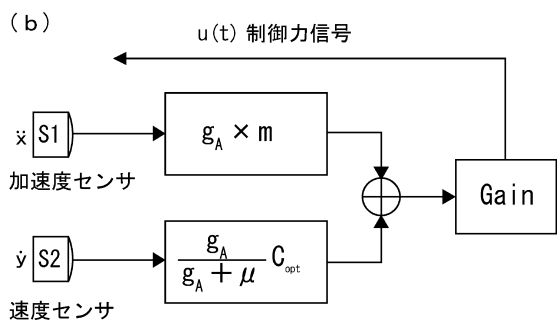 (b)
u(t) 制御力信号
ẍ S1
g_A × m
加速度センサ
Gain
ẏ S2
g_A / (g_A + μ) C_opt
速度センサ